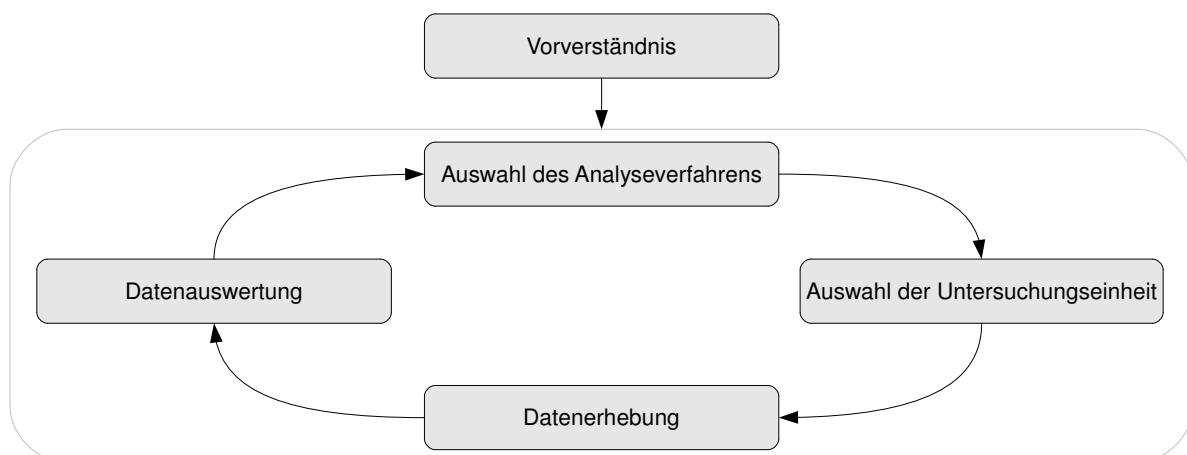 Vorverständnis
Auswahl des Analyseverfahrens
Datenauswertung
Auswahl der Untersuchungseinheit
Datenerhebung